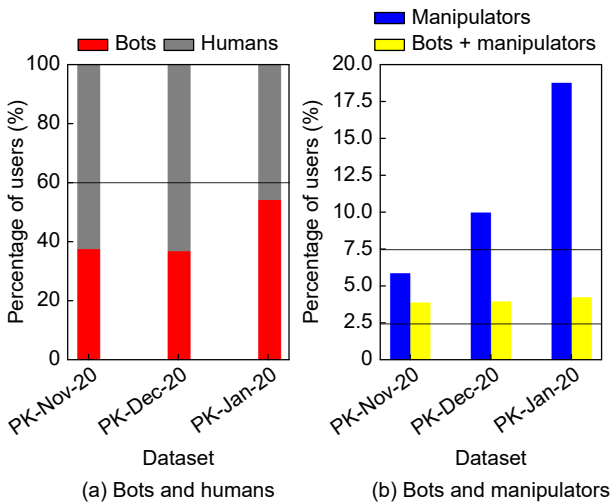 Bots Humans
Percentage of users (%)
100
80
60
40
20
0
PK-Nov-20
PK-Dec-20
PK-Jan-20
Dataset
(a) Bots and humans
Manipulators
Bots + manipulators
Percentage of users (%)
20.0
17.5
15.0
12.5
10.0
7.5
5.0
2.5
0
PK-Nov-20
PK-Dec-20
PK-Jan-20
Dataset
(b) Bots and manipulators